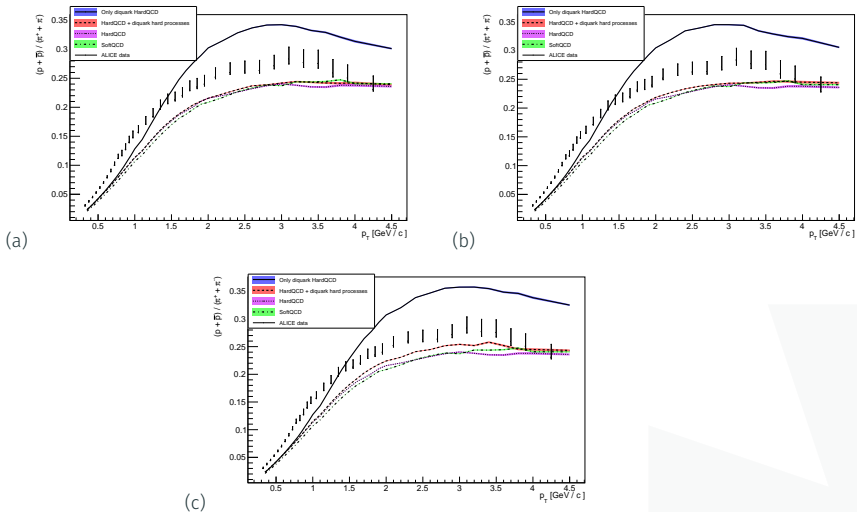 (p + p̅) / (π⁺ + π⁻)
0.35
0.3
0.25
0.2
0.15
0.1
0.05
Only diquark HardQCD
HardQCD + diquark hard processes
HardQCD
SoftQCD
ALICE data
0.5 1 1.5 2 2.5 3 3.5 4 4.5
p_T [GeV / c]
(a)
(p + p̅) / (π⁺ + π⁻)
0.35
0.3
0.25
0.2
0.15
0.1
0.05
Only diquark HardQCD
HardQCD + diquark hard processes
HardQCD
SoftQCD
ALICE data
0.5 1 1.5 2 2.5 3 3.5 4 4.5
p_T [GeV / c]
(b)
(p + p̅) / (π⁺ + π⁻)
0.35
0.3
0.25
0.2
0.15
0.1
0.05
Only diquark HardQCD
HardQCD + diquark hard processes
HardQCD
SoftQCD
ALICE data
0.5 1 1.5 2 2.5 3 3.5 4 4.5
p_T [GeV / c]
(c)